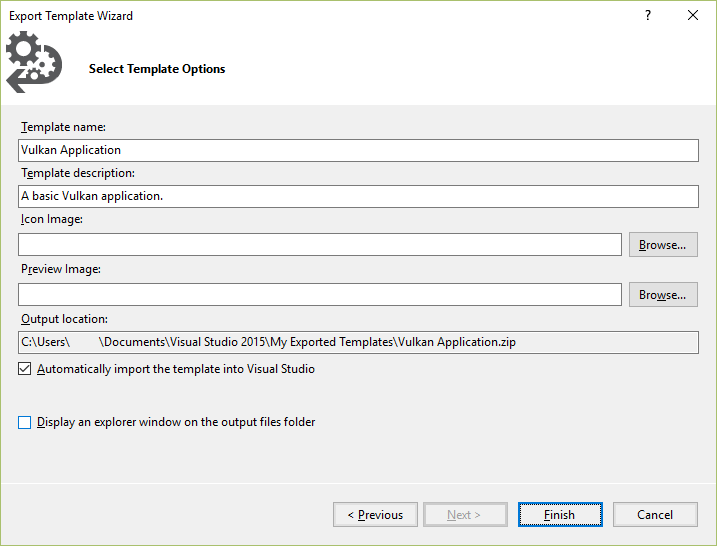 Export Template Wizard
?
Select Template Options
Template name:
Vulkan Application
Template description:
A basic Vulkan application.
Icon Image:
Browse...
Preview Image:
Browse...
Output location:
C:\Users\ \Documents\Visual Studio 2015\My Exported Templates\Vulkan Application.zip
Automatically import the template into Visual Studio
Display an explorer window on the output files folder
< Previous Next > Finish Cancel